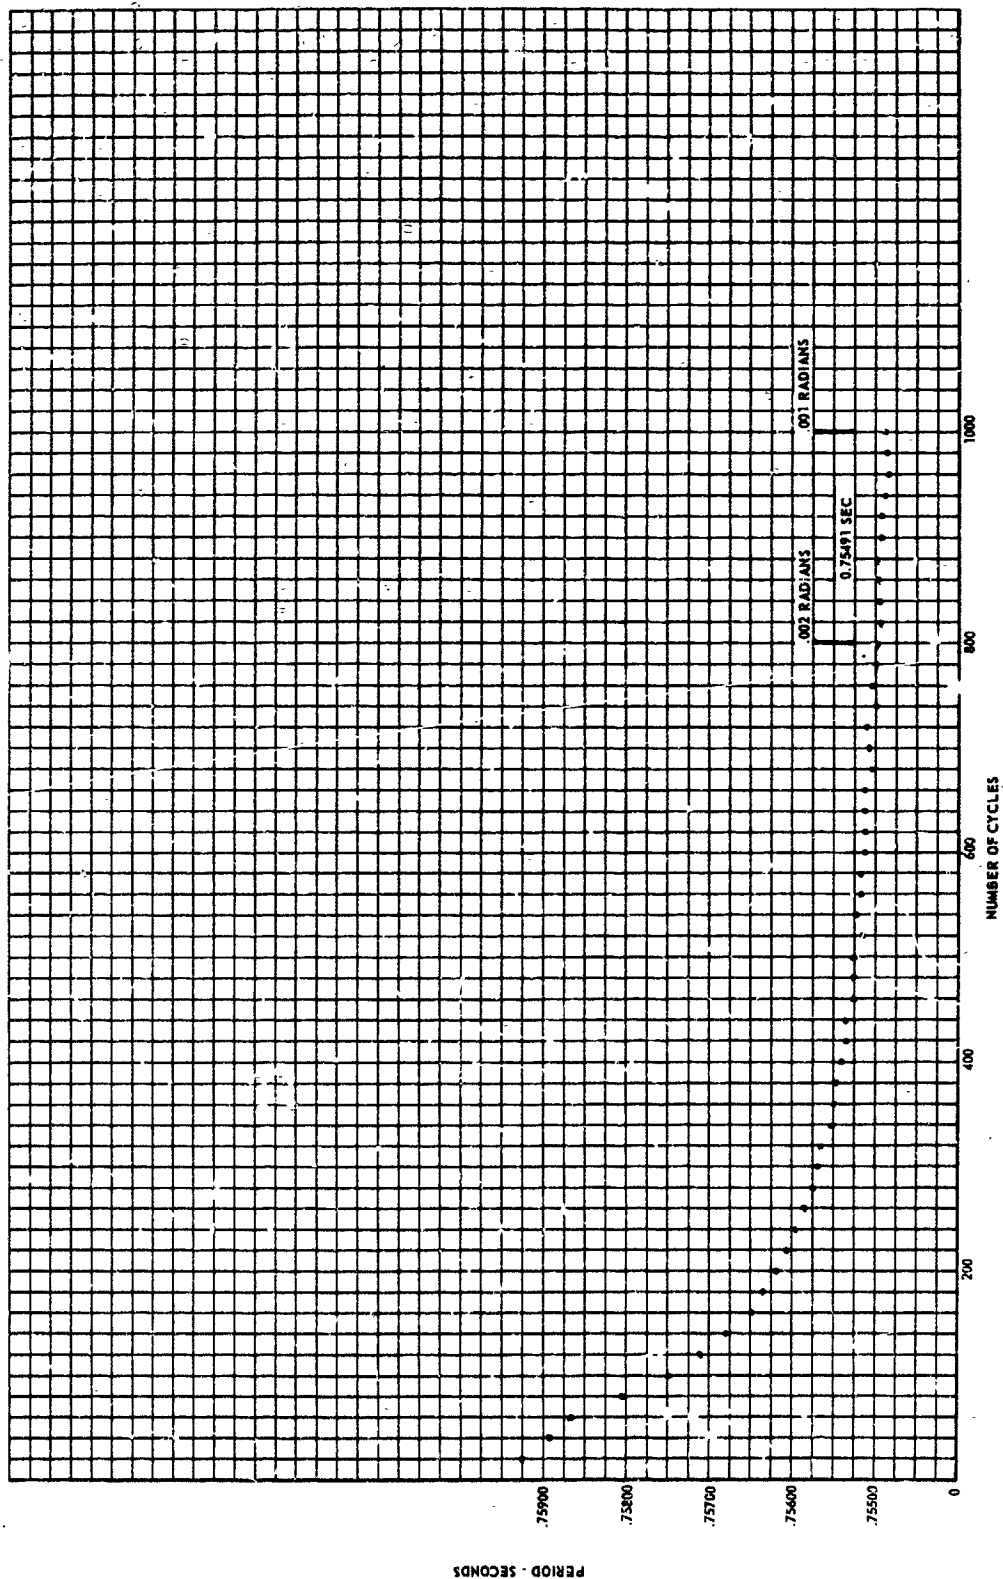 PERIOD - SECONDS
.75900
.75800
.75700
.75600
.75500
0
.002 RADIANS
.001 RADIANS
0.75491 SEC
200
400
600
800
1000
NUMBER OF CYCLES